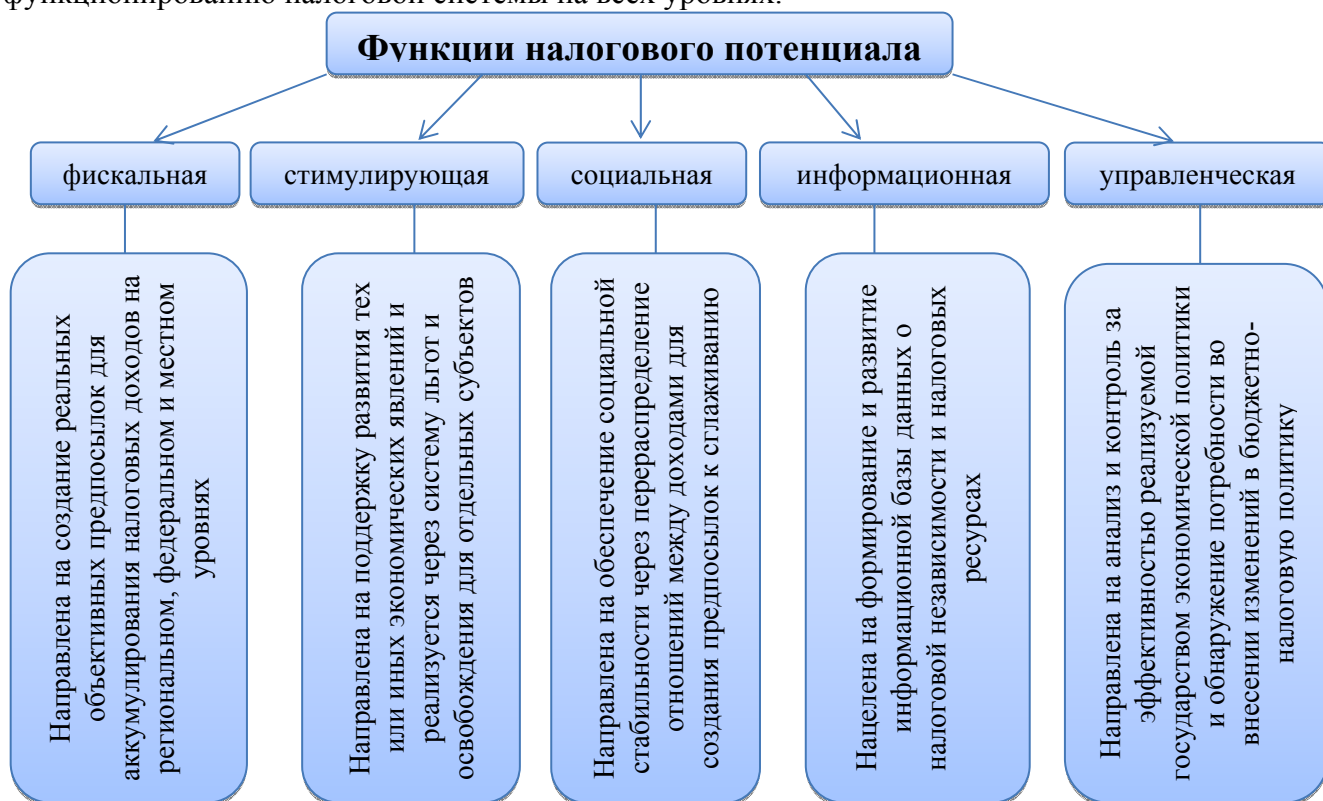 функционированию налоговой системы на всех уровнях.
Функции налогового потенциала
фискальная
стимулирующая
социальная
информационная
управленческая
Направлена на создание реальных
объективных предпосылок для
аккумулирования налоговых доходов на
региональном, федеральном и местном
уровнях
Направлена на поддержку развития тех
или иных экономических явлений и
реализуется через систему льгот и
освобождения для отдельных субъектов
Направлена на обеспечение социальной
стабильности через перераспределение
отношений между доходами для
создания предпосылок к сглаживанию
Нацелена на формирование и развитие
информационной базы данных о
налоговой независимости и налоговых
ресурсах
Направлена на анализ и контроль за
эффективностью реализуемой
государством экономической политики
и обнаружение потребности во
внесении изменений в бюджетно-
налоговую политику